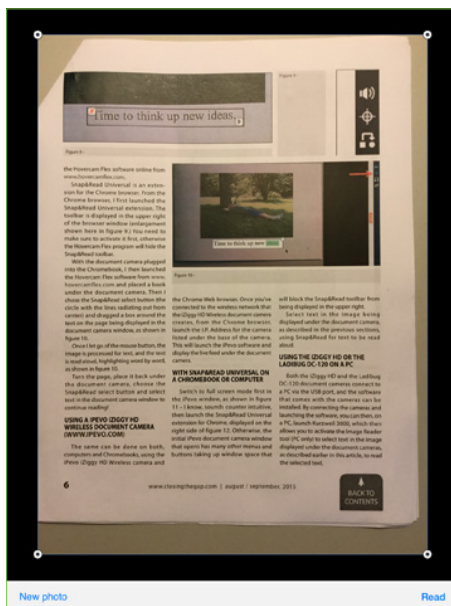 Figure 9 -
Time to think up new ideas.
Figure 8 -
the Hovercam Flex software online from
www.hovercamflex.com.
Snap&Read Universal is an exten-
sion for the Chrome browser. From the
Chrome browser, I first launched the
Snap&Read Universal extension. The
toolbar is displayed in the upper right
of the browser window (enlargement
shown here in figure 9.) You need to
make sure to activate it first, otherwise
the Hovercam Flex program will hide the
Snap&Read toolbar.
With the document camera plugged
into the Chromebook, I then launched
the Hovercam Flex software from www.
hovercamflex.com and placed a book
under the document camera. Then I
chose the Snap&Read select button (the
circle with the lines radiating out from
center) and dragged a box around the
text on the page being displayed in the
document camera window, as shown in
figure 10.
Once I let go of the mouse button, the
image is processed for text, and the text
is read aloud, highlighting word by word,
as shown in figure 10.
Turn the page, place it back under
the document camera, choose the
Snap&Read select button and select
text in the document camera window to
continue reading!
USING A IPEVO IZIGGY HD
WIRELESS DOCUMENT CAMERA
(WWW.IPEVO.COM)
The same can be done on both,
computers and Chromebooks, using the
iPevo iZiggy HD Wireless camera and
Time to think up new ideas.
Figure 10 -
the Chrome Web browser. Once you've
connected to the wireless network that
the iZiggy HD Wireless document camera
creates, from the Chrome browser,
launch the I.P. Address for the camera
listed under the base of the camera.
This will launch the iPevo software and
display the live feed under the document
camera.
WITH SNAP&READ UNIVERSAL ON
A CHROMEBOOK OR COMPUTER
Switch to full screen mode first in
the iPevo window, as shown in figure
11 - I know, sounds counter intuitive,
then launch the Snap&Read Universal
extension for Chrome, displayed on the
right side of figure 12. Otherwise, the
initial iPevo document camera window
that opens has many other menus and
buttons taking up window space that
will block the Snap&Read toolbar from
being displayed in the upper right.
Select text in the image being
displayed under the document camera,
as described in the previous sections,
using Snap&Read for text to be read
aloud.
USING THE IZIGGY HD OR THE
LADIBUG DC-120 ON A PC
Both the iZiggy HD and the Ladibug
DC-120 document cameras connect to
a PC via the USB port, and the software
that comes with the cameras can be
installed. By connecting the cameras and
launching the software, you can then, on
a PC, launch Kurzweil 3000, which then
allows you to activate the Image Reader
tool (PC only) to select text in the image
displayed under the document cameras,
as described earlier in this article, to read
the selected text.
6
www.closingthegap.com | august / september, 2015
BACK TO
CONTENTS
New photo
Read